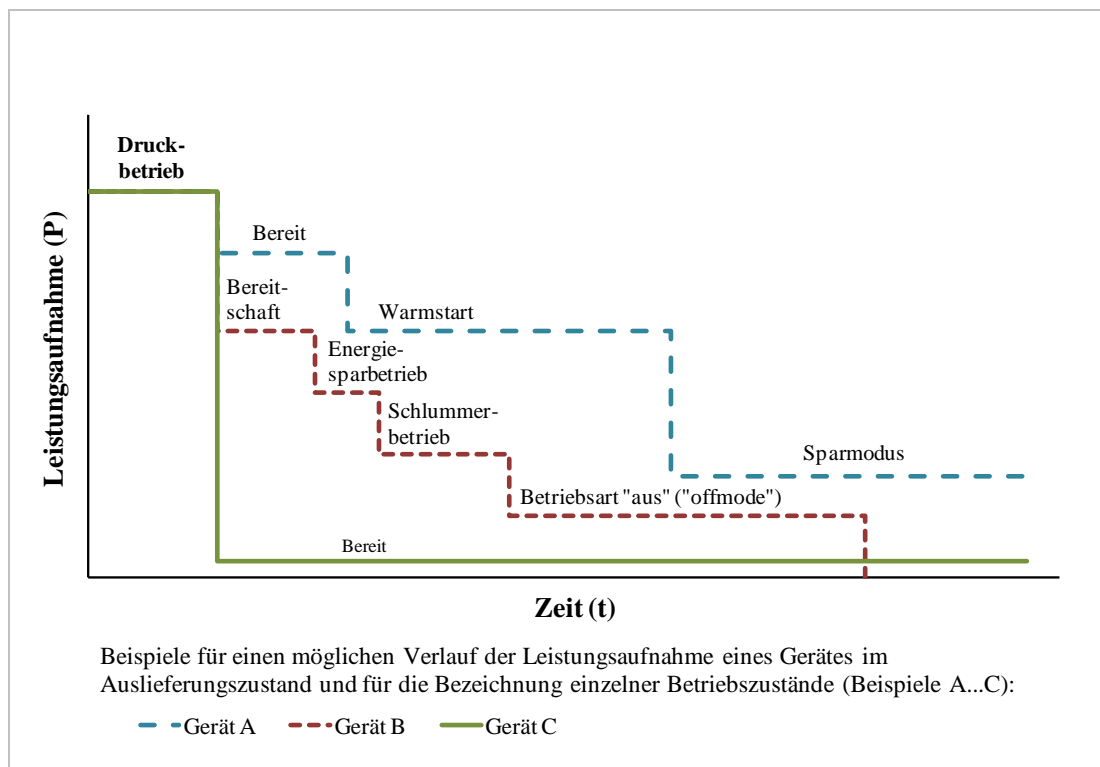 Druck-
betrieb
Bereit
Bereit-
schaft
Warmstart
Energie-
sparbetrieb
Schlummer-
betrieb
Sparmodus
Betriebsart "aus" ("offmode")
Bereit
Leistungsaufnahme (P)
Zeit (t)
Beispiele für einen möglichen Verlauf der Leistungsaufnahme eines Gerätes im
Auslieferungszustand und für die Bezeichnung einzelner Betriebszustände (Beispiele A...C):
Gerät A Gerät B Gerät C